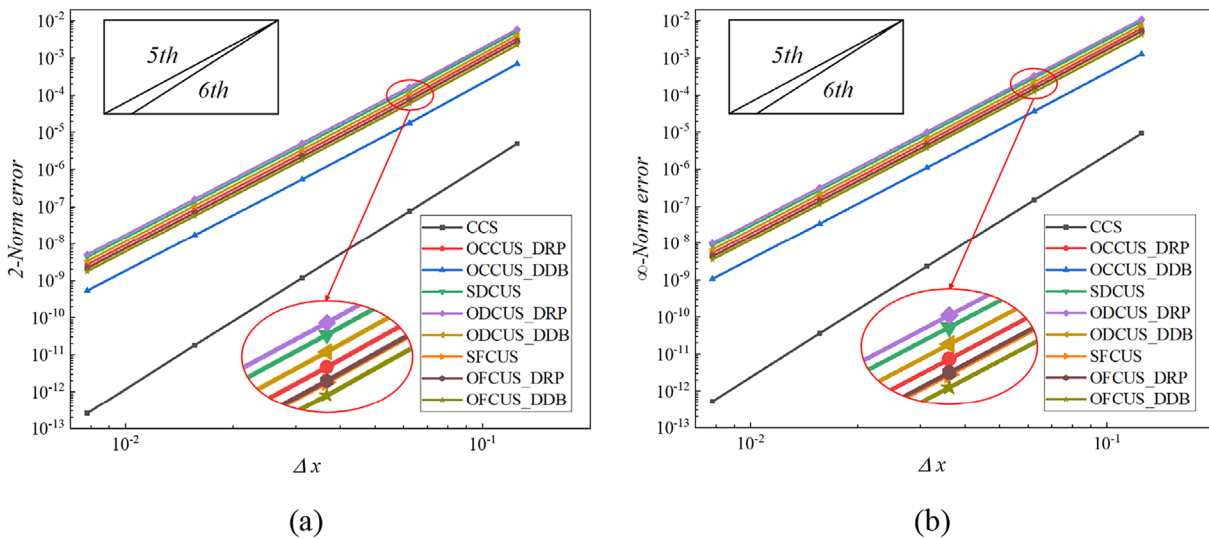 10-2
10-3
10-4
10-5
10-6
10-7
10-8
10-9
10-10
10-11
10-12
10-13
2-Norm error
5th
6th
CCS
OCCUS_DRP
OCCUS_DDB
SDCUS
ODCUS_DRP
ODCUS_DDB
SFCUS
OFCUS_DRP
OFCUS_DDB
10-2 10-1
Δ x
(a)
10-2
10-3
10-4
10-5
10-6
10-7
10-8
10-9
10-10
10-11
10-12
10-13
∞-Norm error
5th
6th
CCS
OCCUS_DRP
OCCUS_DDB
SDCUS
ODCUS_DRP
ODCUS_DDB
SFCUS
OFCUS_DRP
OFCUS_DDB
10-2 10-1
Δ x
(b)